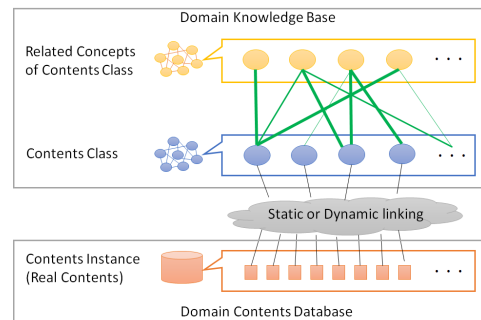 Domain Knowledge Base
Related Concepts
of Contents Class
. . .
Contents Class
. . .
Static or Dynamic linking
Contents Instance
(Real Contents)
. . .
Domain Contents Database